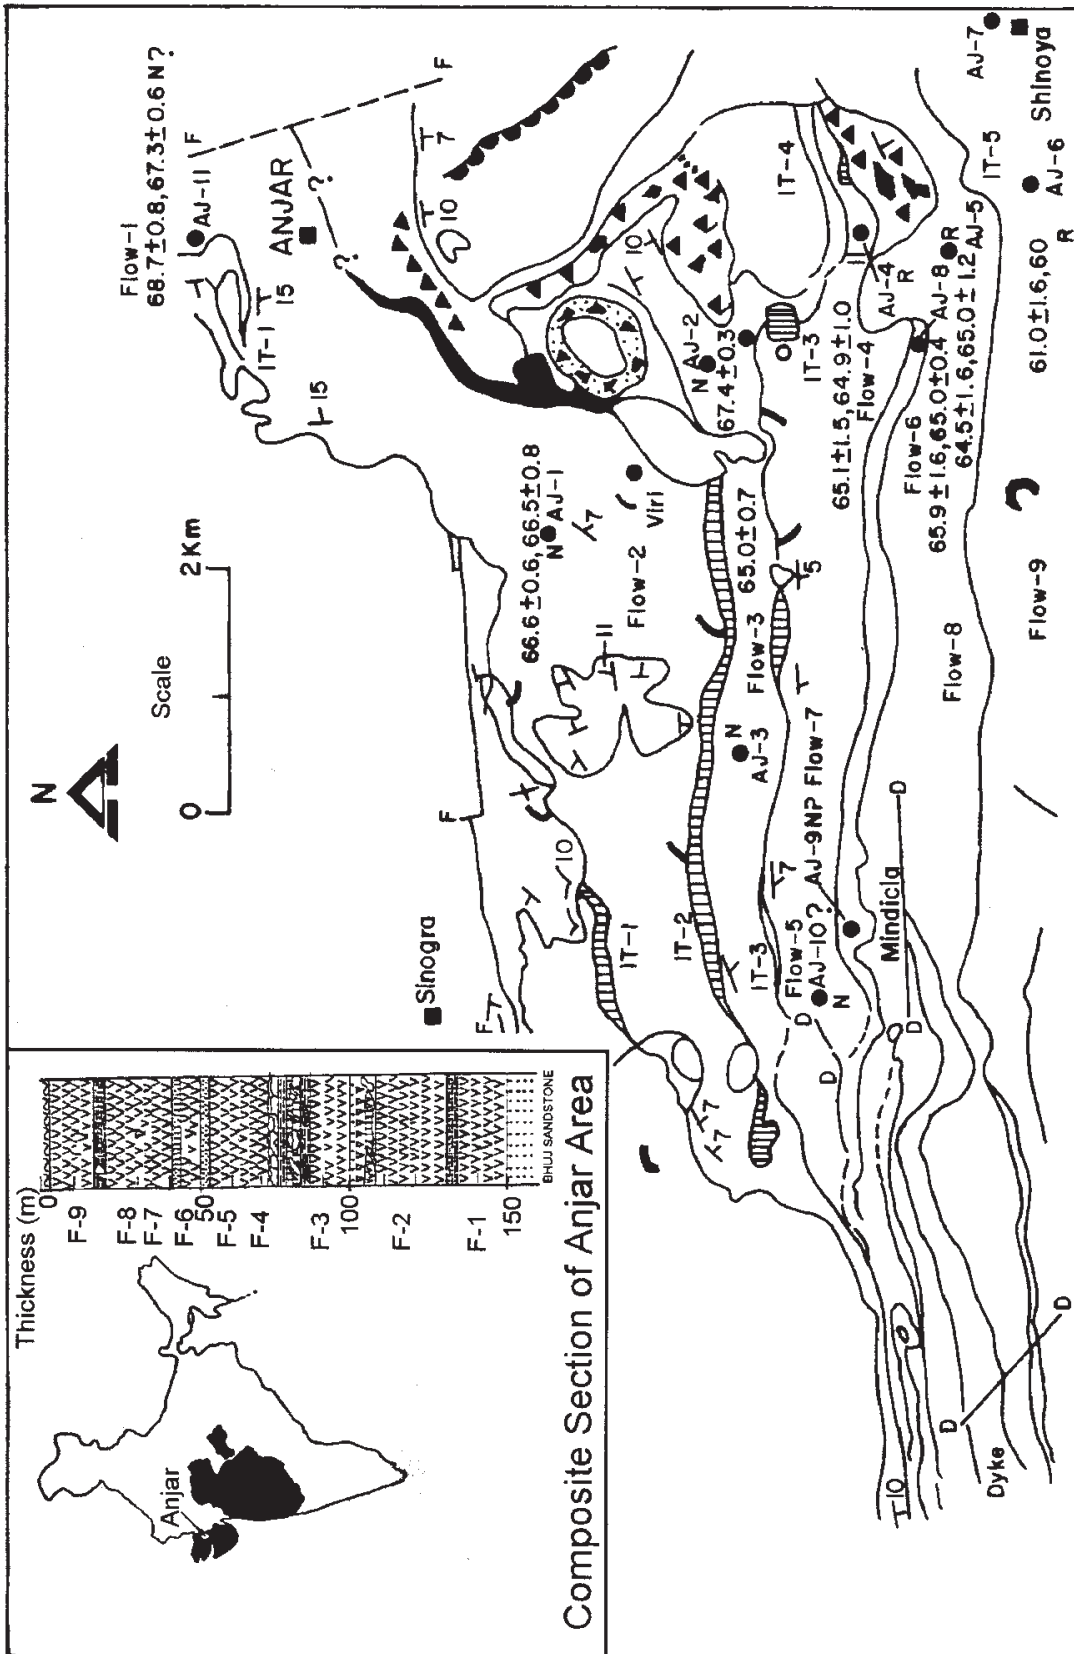 Thickness (m)
0
F-9
F-8
F-7
F-6
50
F-5
F-4
F-3
100
F-2
F-1
150
BHUJ SANDSTONE
Anjar
Composite Section of Anjar Area
N
Scale
0
2 Km
Flow-1
68.7±0.8, 67.3±0.6 N?
AJ-11
F
F
ANJAR
?
?
IT-1
15
15
7
10
Sinogra
F
F
66.6±0.6, 66.5±0.8
N
AJ-1
7
Flow-2
Viri
11
10
IT-1
10
N
AJ-2
67.4±0.3
IT-2
65.0±0.7
Flow-3
N
AJ-3
IT-3
IT-4
5
7
7
7
IT-3
Flow-5
AJ-10?
N
AJ-9NP Flow-7
65.1±1.5, 64.9±1.0
Flow-4
AJ-4
R
Flow-6
AJ-8
R
AJ-5
65.9±1.6, 65.0±0.4
64.5±1.6, 65.0±1.2
IT-5
AJ-7
Shinoya
AJ-6
61.0±1.6, 60
R
Mindicla
D
D
D
D
Flow-8
Flow-9
10
D
D
Dyke